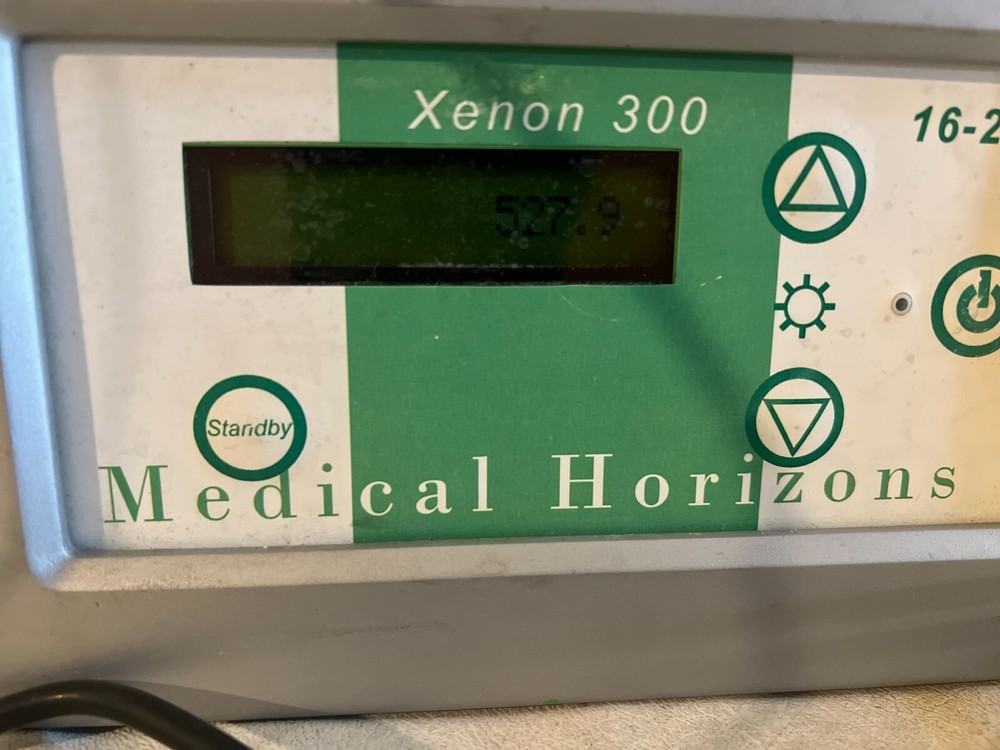 Xenon 300
16-2
527.9
Standby
Medical Horizons